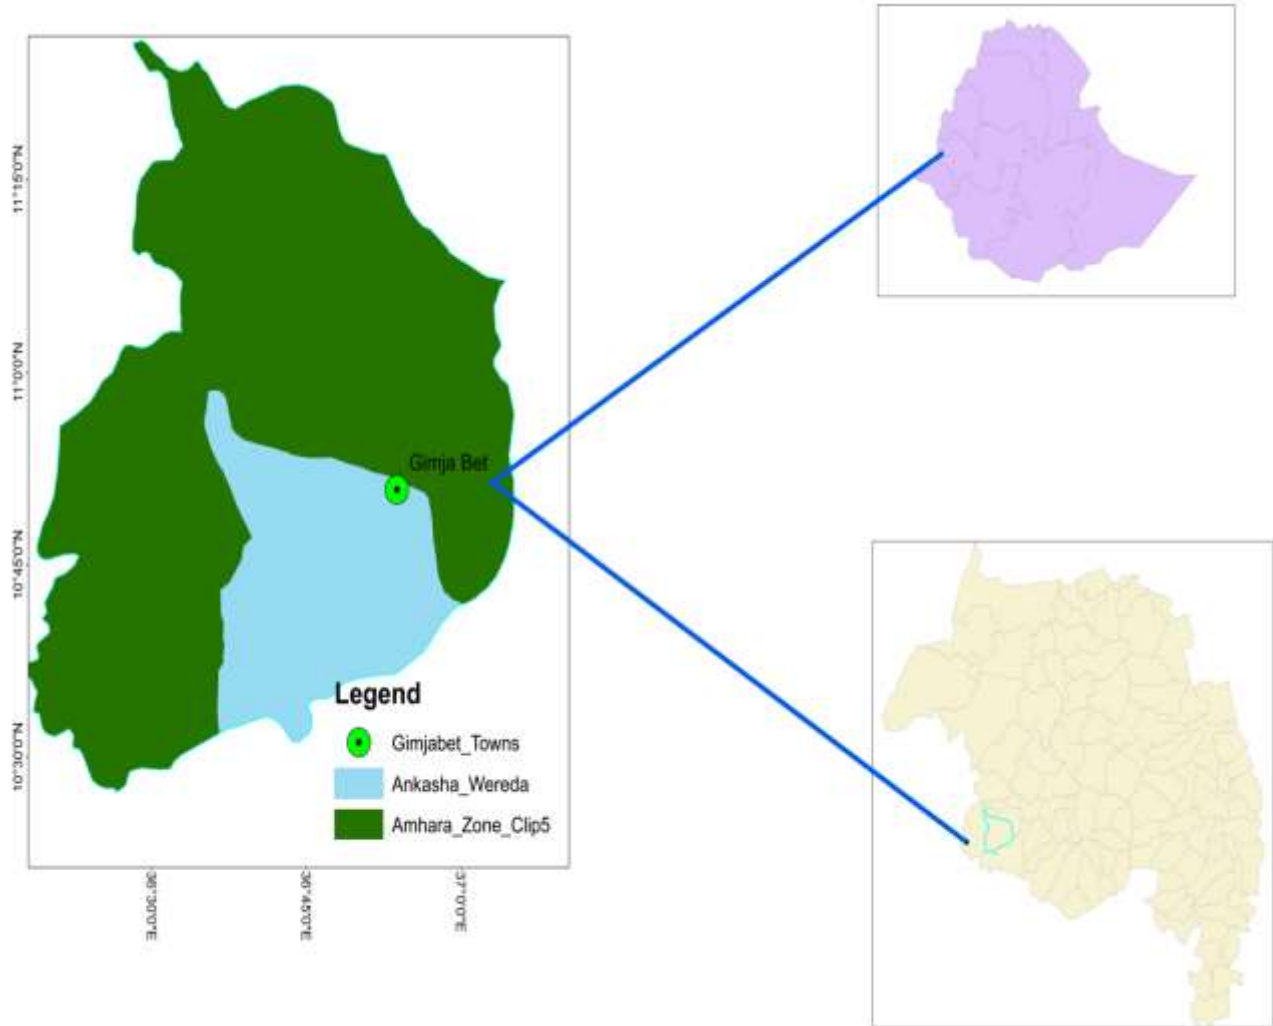 11°15'0"N
11°0'0"N
10°45'0"N
10°30'0"N
Gimja Bet
Legend
Gimjabet_Towns
Ankasha_Wereda
Amhara_Zone_Clip5
36°30'0"E
36°45'0"E
37°0'0"E